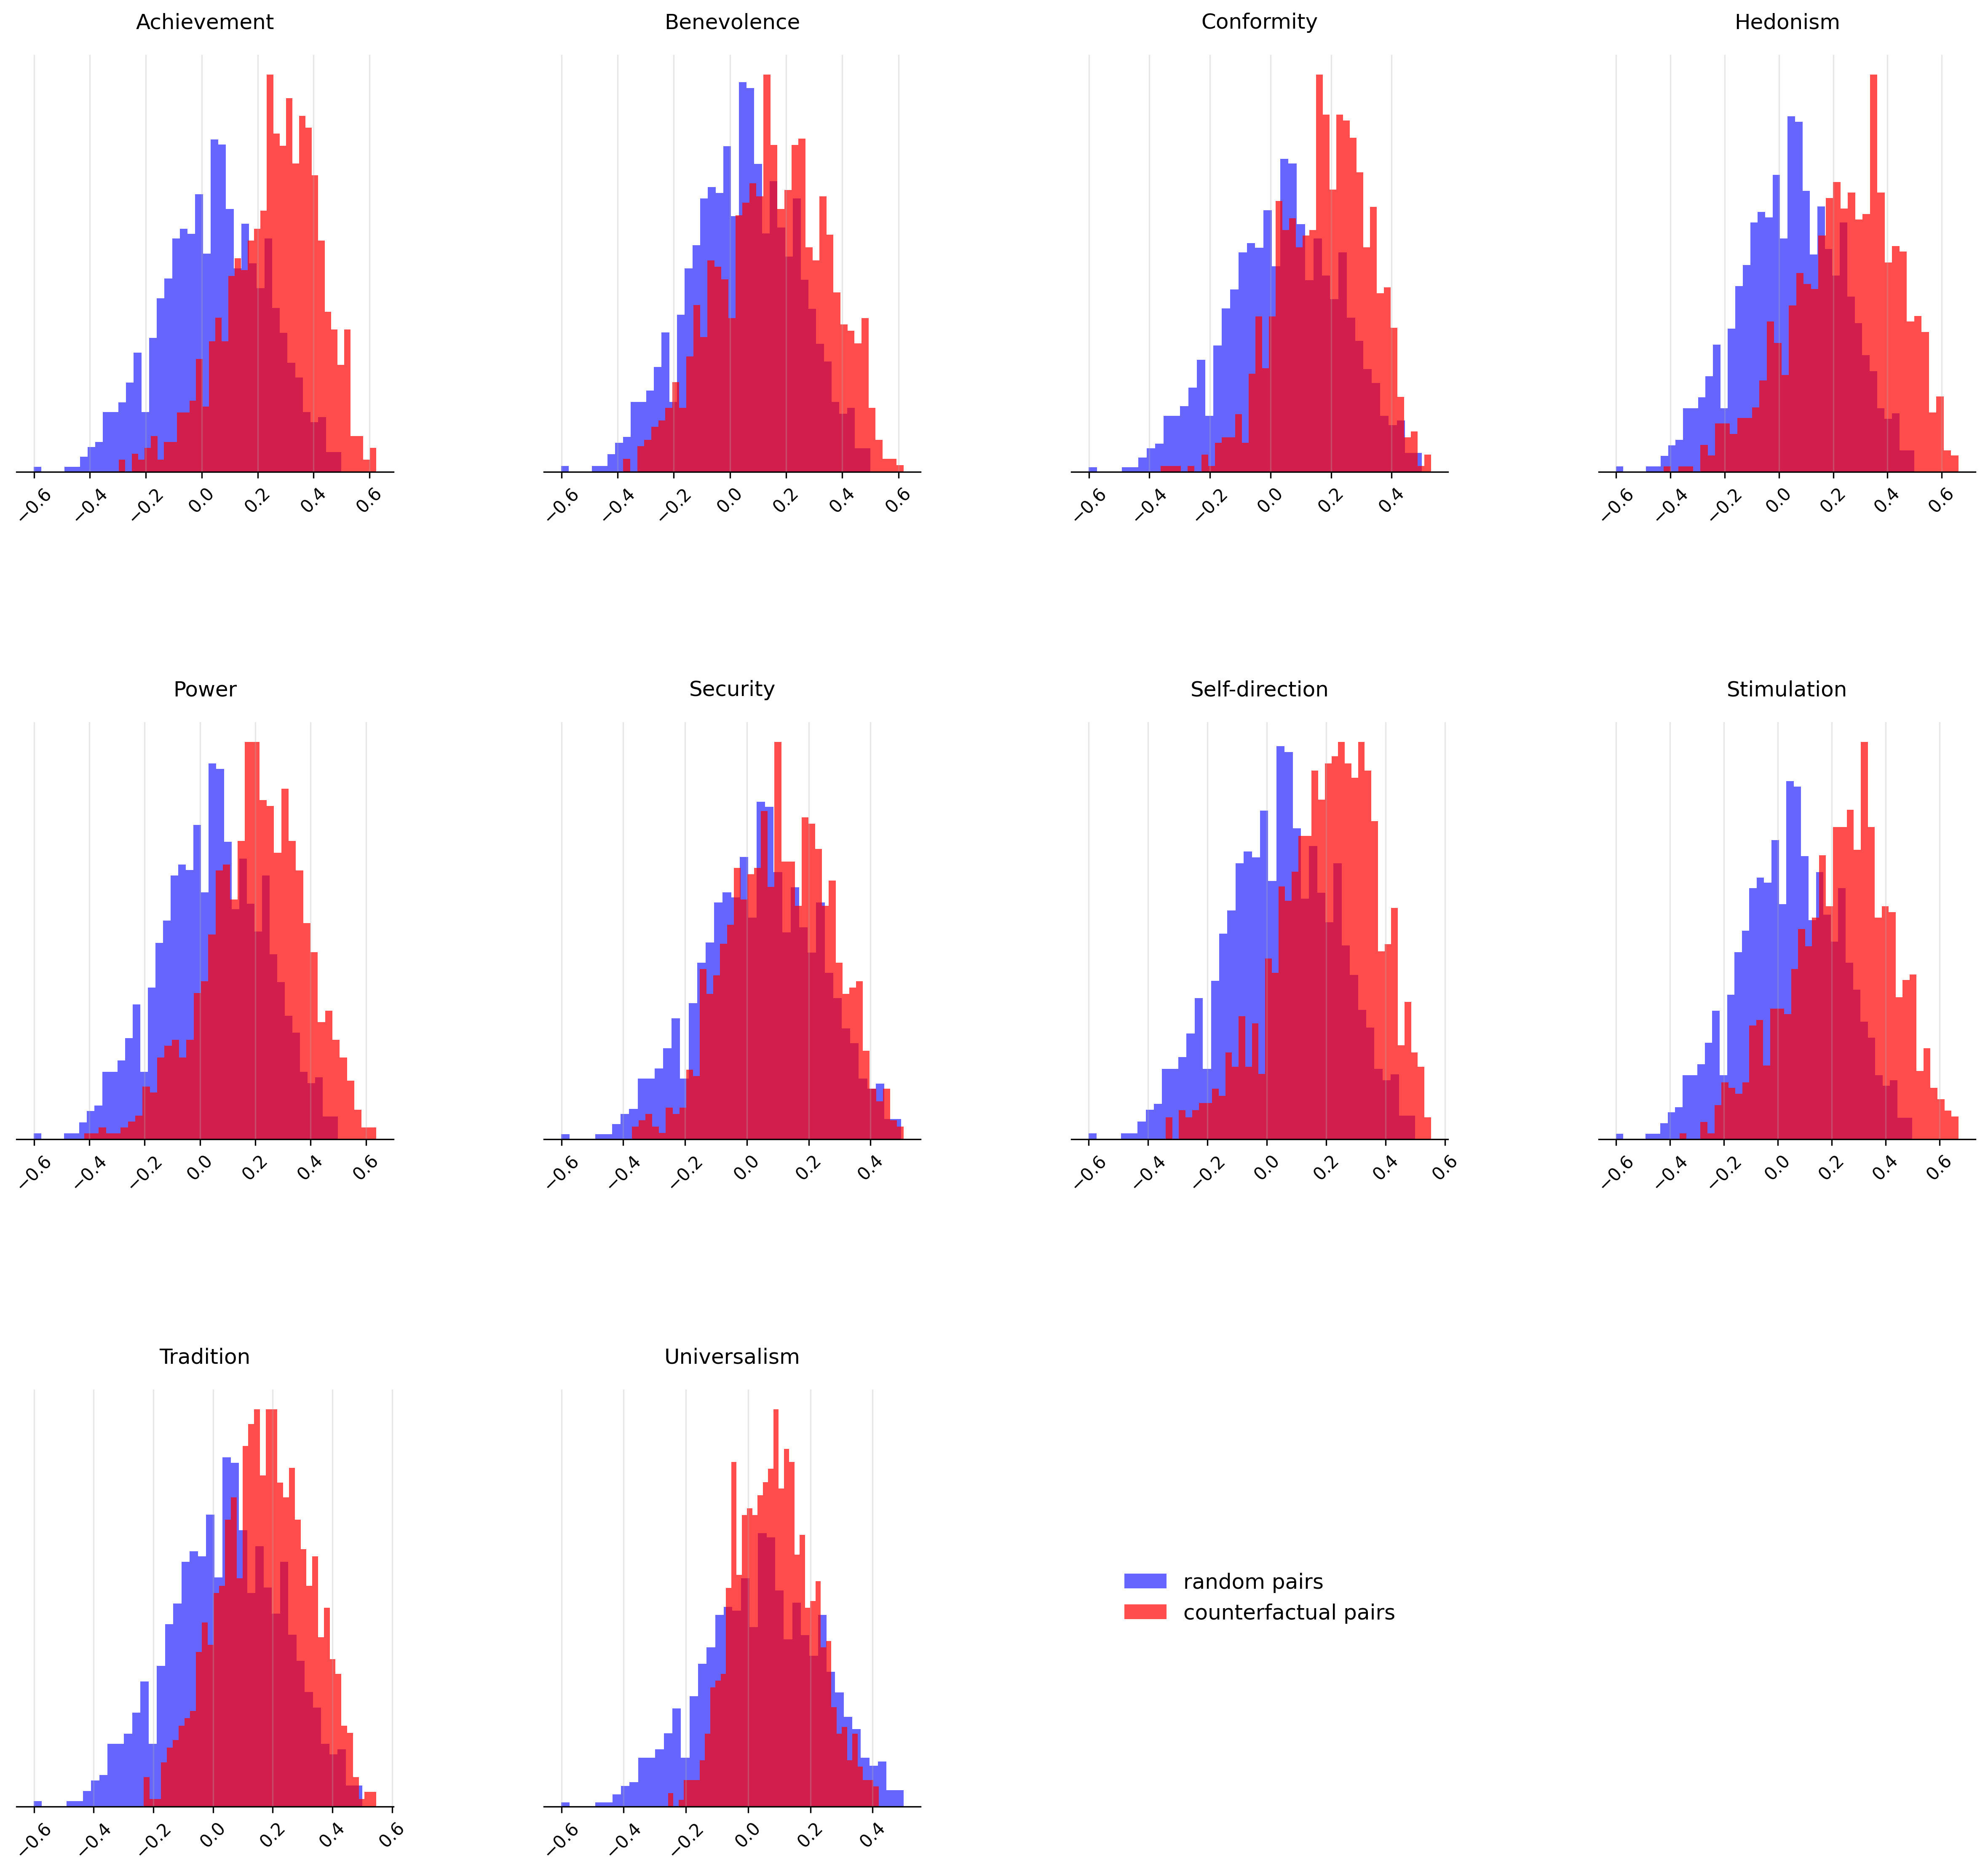 Achievement Benevolence Conformity Hedonism
−0.6 −0.4 −0.2 0.0 0.2 0.4 0.6 −0.6 −0.4 −0.2 0.0 0.2 0.4 0.6 −0.6 −0.4 −0.2 0.0 0.2 0.4 −0.6 −0.4 −0.2 0.0 0.2 0.4 0.6
Power Security Self-direction Stimulation
−0.6 −0.4 −0.2 0.0 0.2 0.4 0.6 −0.6 −0.4 −0.2 0.0 0.2 0.4 −0.6 −0.4 −0.2 0.0 0.2 0.4 0.6 −0.6 −0.4 −0.2 0.0 0.2 0.4 0.6
Tradition Universalism
random pairs
counterfactual pairs
−0.6 −0.4 −0.2 0.0 0.2 0.4 0.6 −0.6 −0.4 −0.2 0.0 0.2 0.4